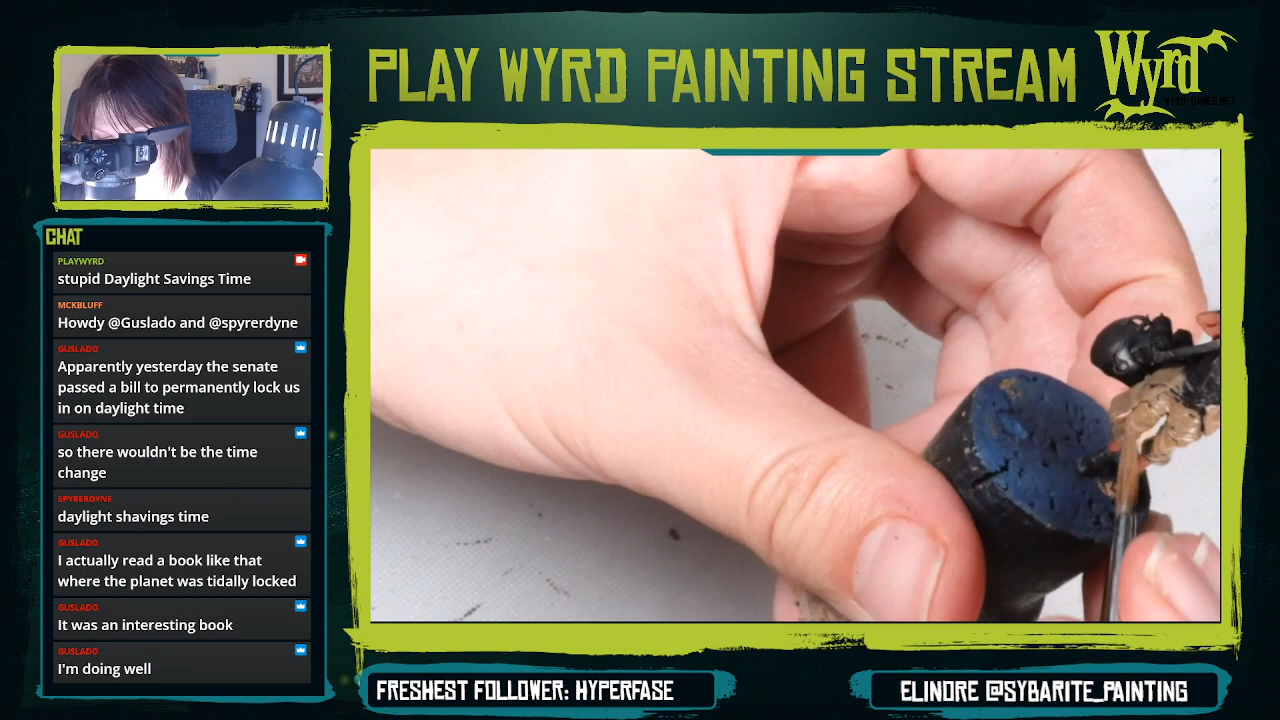 PLAY WYRD PAINTING STREAM
Wyrd
WYRD-GAMES.NET
CHAT
PLAYWYRD
stupid Daylight Savings Time
MCKBLUFF
Howdy @Guslado and @spyrerdyne
GUSLADO
Apparently yesterday the senate
passed a bill to permanently lock us
in on daylight time
GUSLADO
so there wouldn't be the time
change
SPYRERDYNE
daylight shavings time
GUSLADO
I actually read a book like that
where the planet was tidally locked
GUSLADO
It was an interesting book
GUSLADO
I'm doing well
FRESHEST FOLLOWER: HYPERFASE
ELINORE @SYBARITE_PAINTING